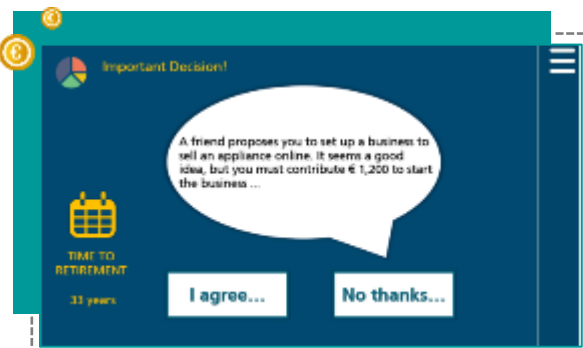 Important Decision!
A friend proposes you to set up a business to
sell an appliance online. It seems a good
idea, but you must contribute € 1,200 to start
the business ...
TIME TO
RETIREMENT
33 years
I agree...
No thanks...